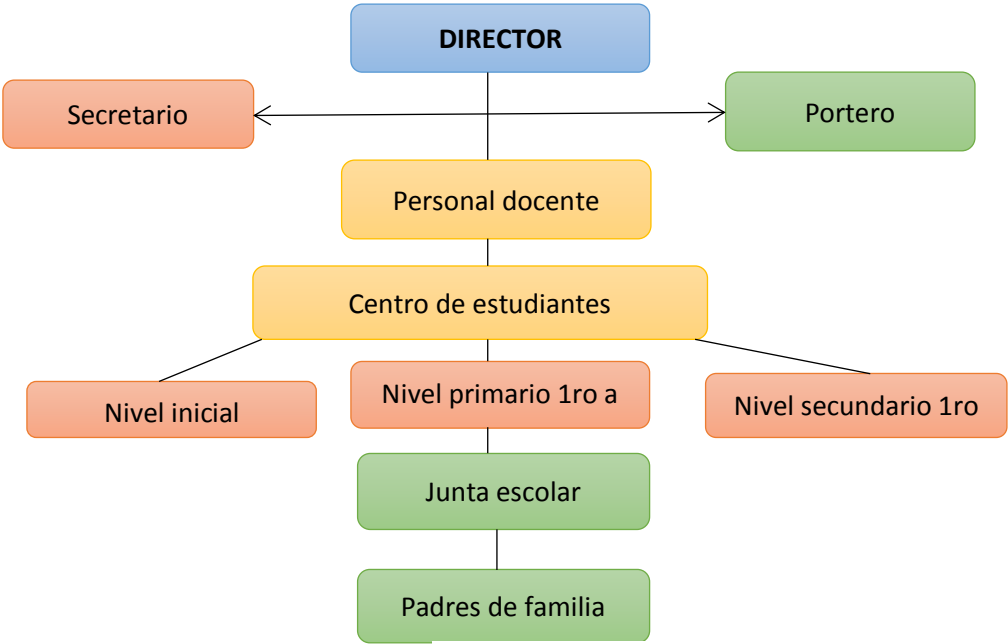 DIRECTOR
Secretario
Portero
Personal docente
Centro de estudiantes
Nivel inicial
Nivel primario 1ro a
Nivel secundario 1ro
Junta escolar
Padres de familia